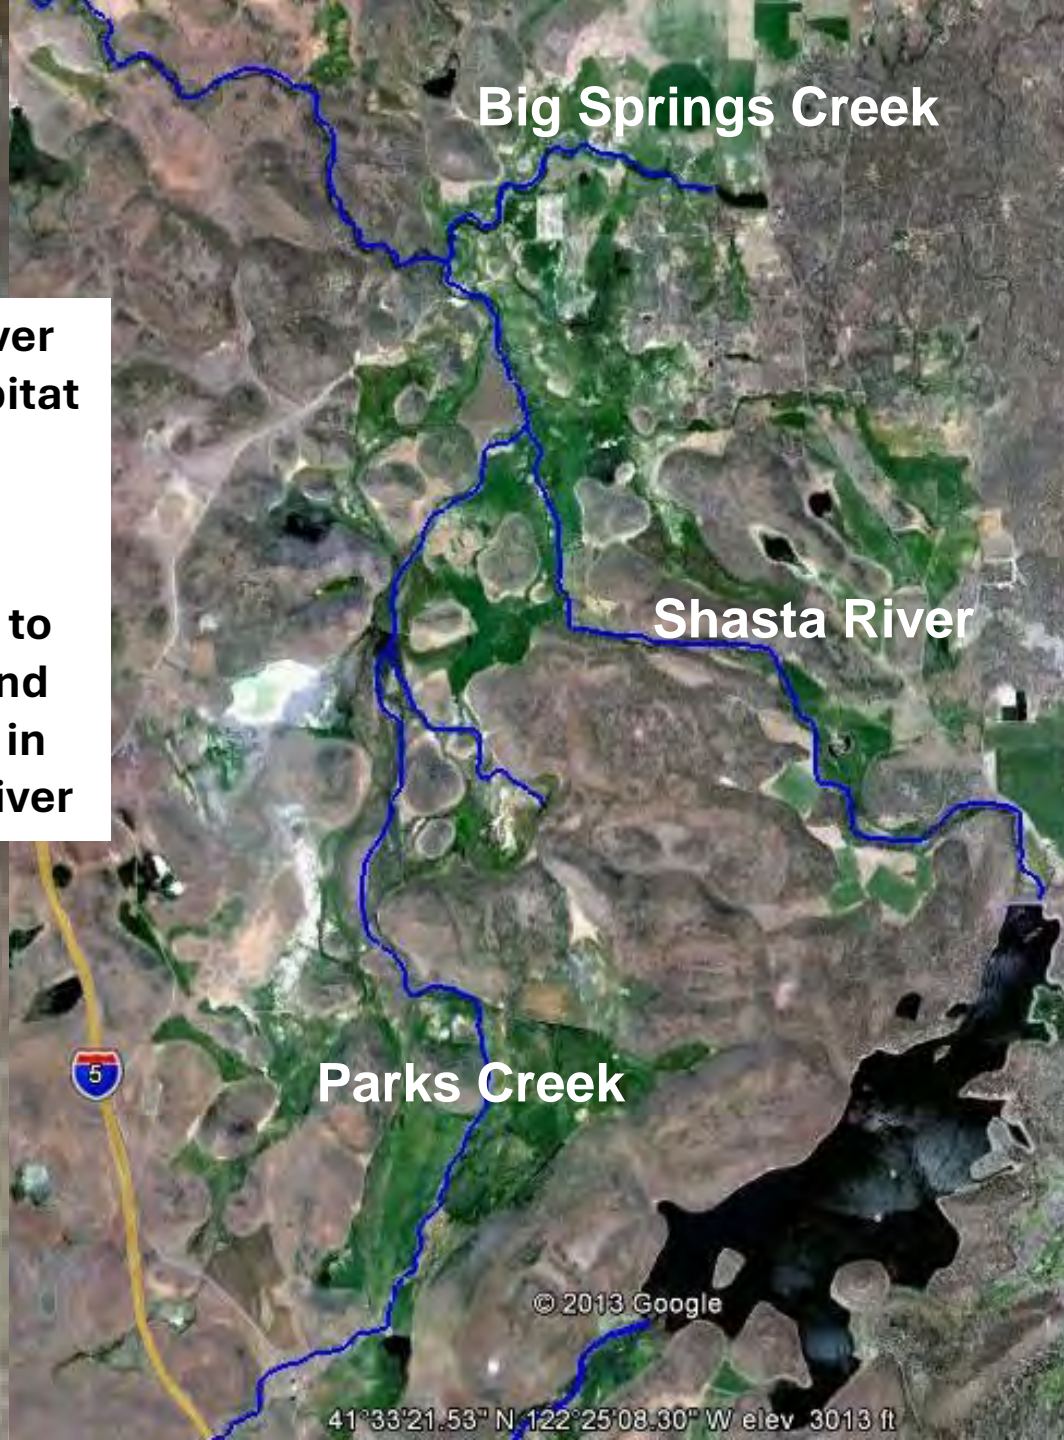 Big Springs Creek
ver
bitat
to
nd
in
iver
Shasta River
5
Parks Creek
© 2013 Google
41°33'21.53" N 122°25'08.30" W elev 3013 ft